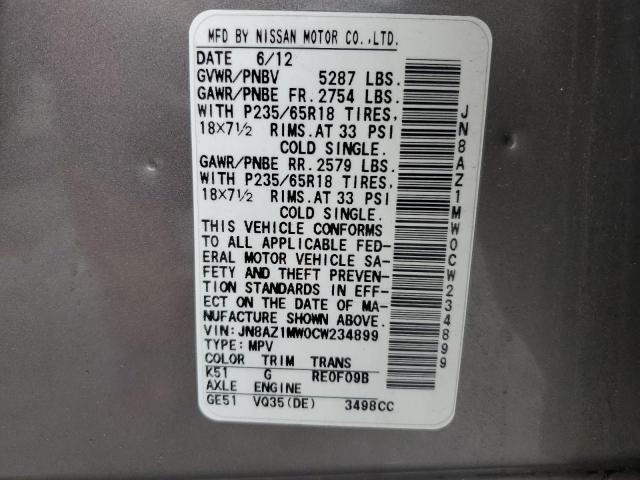 MFD BY NISSAN MOTOR CO.,LTD.
DATE 6/12
GVWR/PNBV 5287 LBS.
GAWR/PNBE FR. 2754 LBS.
WITH P235/65R18 TIRES,
18X7½ RIMS. AT 33 PSI
COLD SINGLE.
GAWR/PNBE RR. 2579 LBS.
WITH P235/65R18 TIRES,
18X7½ RIMS. AT 33 PSI
COLD SINGLE.
THIS VEHICLE CONFORMS
TO ALL APPLICABLE FED-
ERAL MOTOR VEHICLE SA-
FETY AND THEFT PREVEN-
TION STANDARDS IN EFF-
ECT ON THE DATE OF MA-
NUFACTURE SHOWN ABOVE.
VIN: JN8AZ1MW0CW234899
TYPE: MPV
COLOR TRIM TRANS
K51 G RE0F09B
AXLE ENGINE
GE51 VQ35(DE) 3498CC
JN8AZ1MW0CW234899